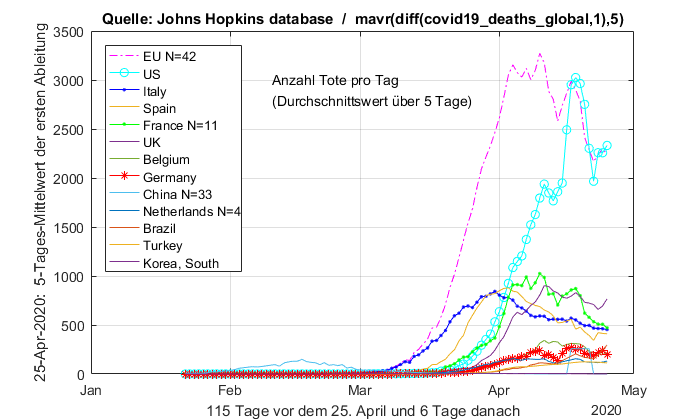 Quelle: Johns Hopkins database / mavr(diff(covid19_deaths_global,1),5)
25-Apr-2020: 5-Tages-Mittelwert der ersten Ableitung
3500
3000
2500
2000
1500
1000
500
0
EU N=42
US
Italy
Spain
France N=11
UK
Belgium
Germany
China N=33
Netherlands N=4
Brazil
Turkey
Korea, South
Anzahl Tote pro Tag
(Durchschnittswert über 5 Tage)
Jan Feb Mar Apr May
115 Tage vor dem 25. April und 6 Tage danach 2020